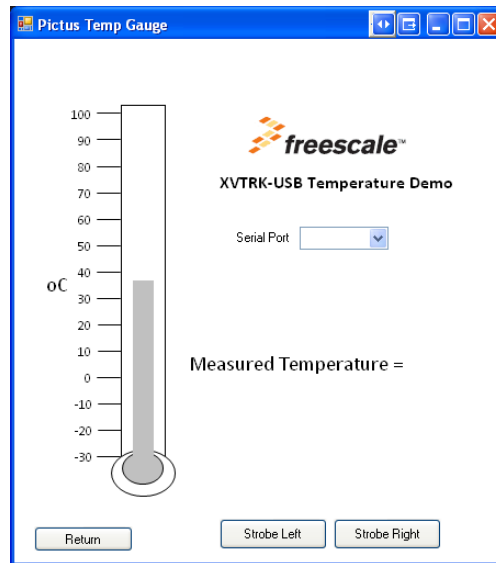 Pictus Temp Gauge
freescale™
XVTRK-USB Temperature Demo
Serial Port
100
90
80
70
60
50
40
oC
30
20
10
0
-10
-20
-30
Measured Temperature =
Return
Strobe Left
Strobe Right